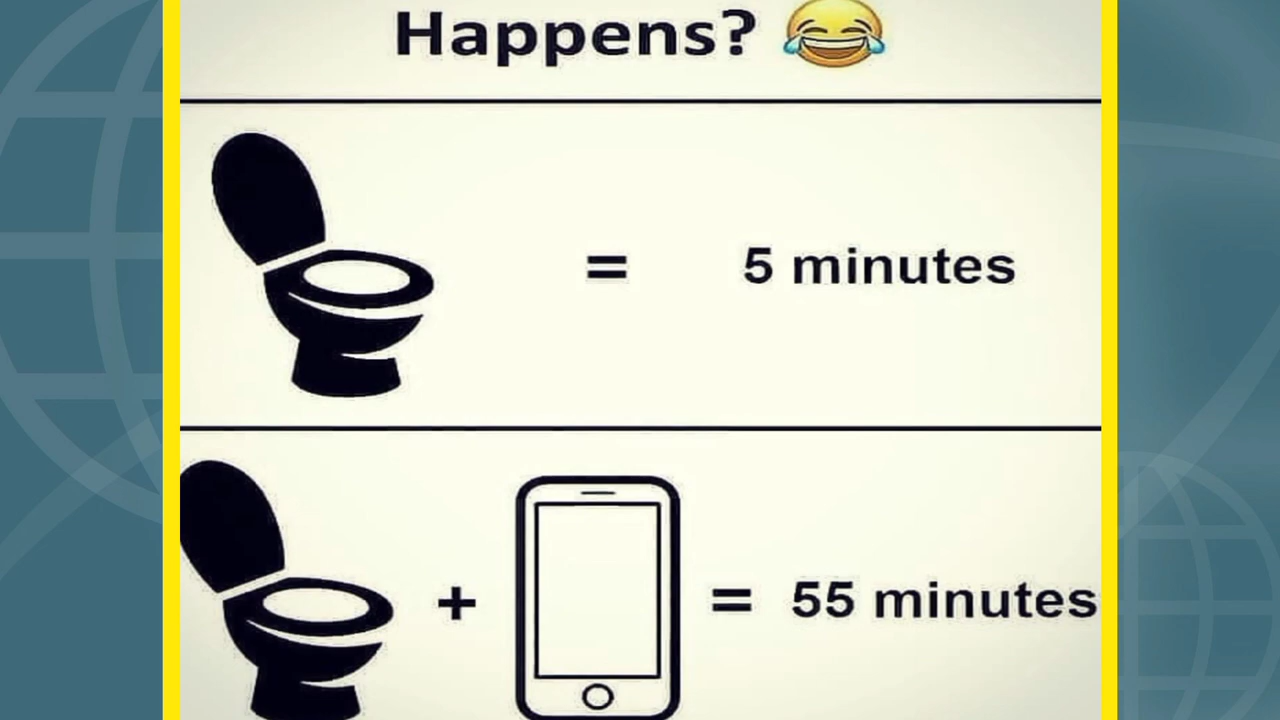 Happens? 😂
= 5 minutes
+ = 55 minutes